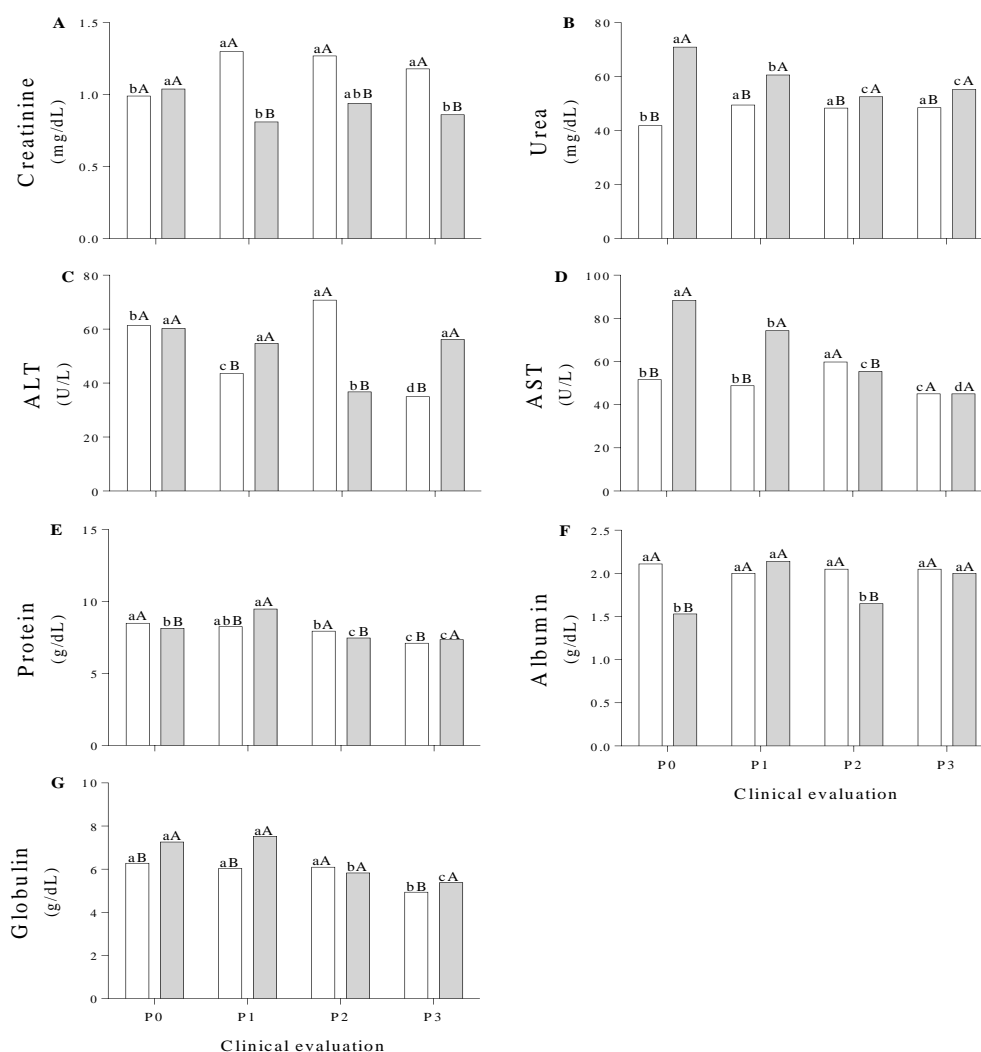 A
Creatinine
(mg/dL)
1.5
1.0
0.5
0.0
bA aA aA bB aA abB aA bB
B
Urea
(mg/dL)
80
60
40
20
0
bB aA aB bA aB cA aB cA
C
ALT
(U/L)
80
60
40
20
0
bA aA cB aA aA bB dB aA
D
AST
(U/L)
100
80
60
40
20
0
bB aA bB bA aA cB cA dA
E
Protein
(g/dL)
15
10
5
0
aA bB abB aA bA cB cB cA
F
Albumin
(g/dL)
2.5
2.0
1.5
1.0
0.5
0.0
aA bB aA aA aA bB aA aA
P0 P1 P2 P3
Clinical evaluation
G
Globulin
(g/dL)
10
8
6
4
2
0
aB aA aB aA aA bA bB cA
P0 P1 P2 P3
Clinical evaluation